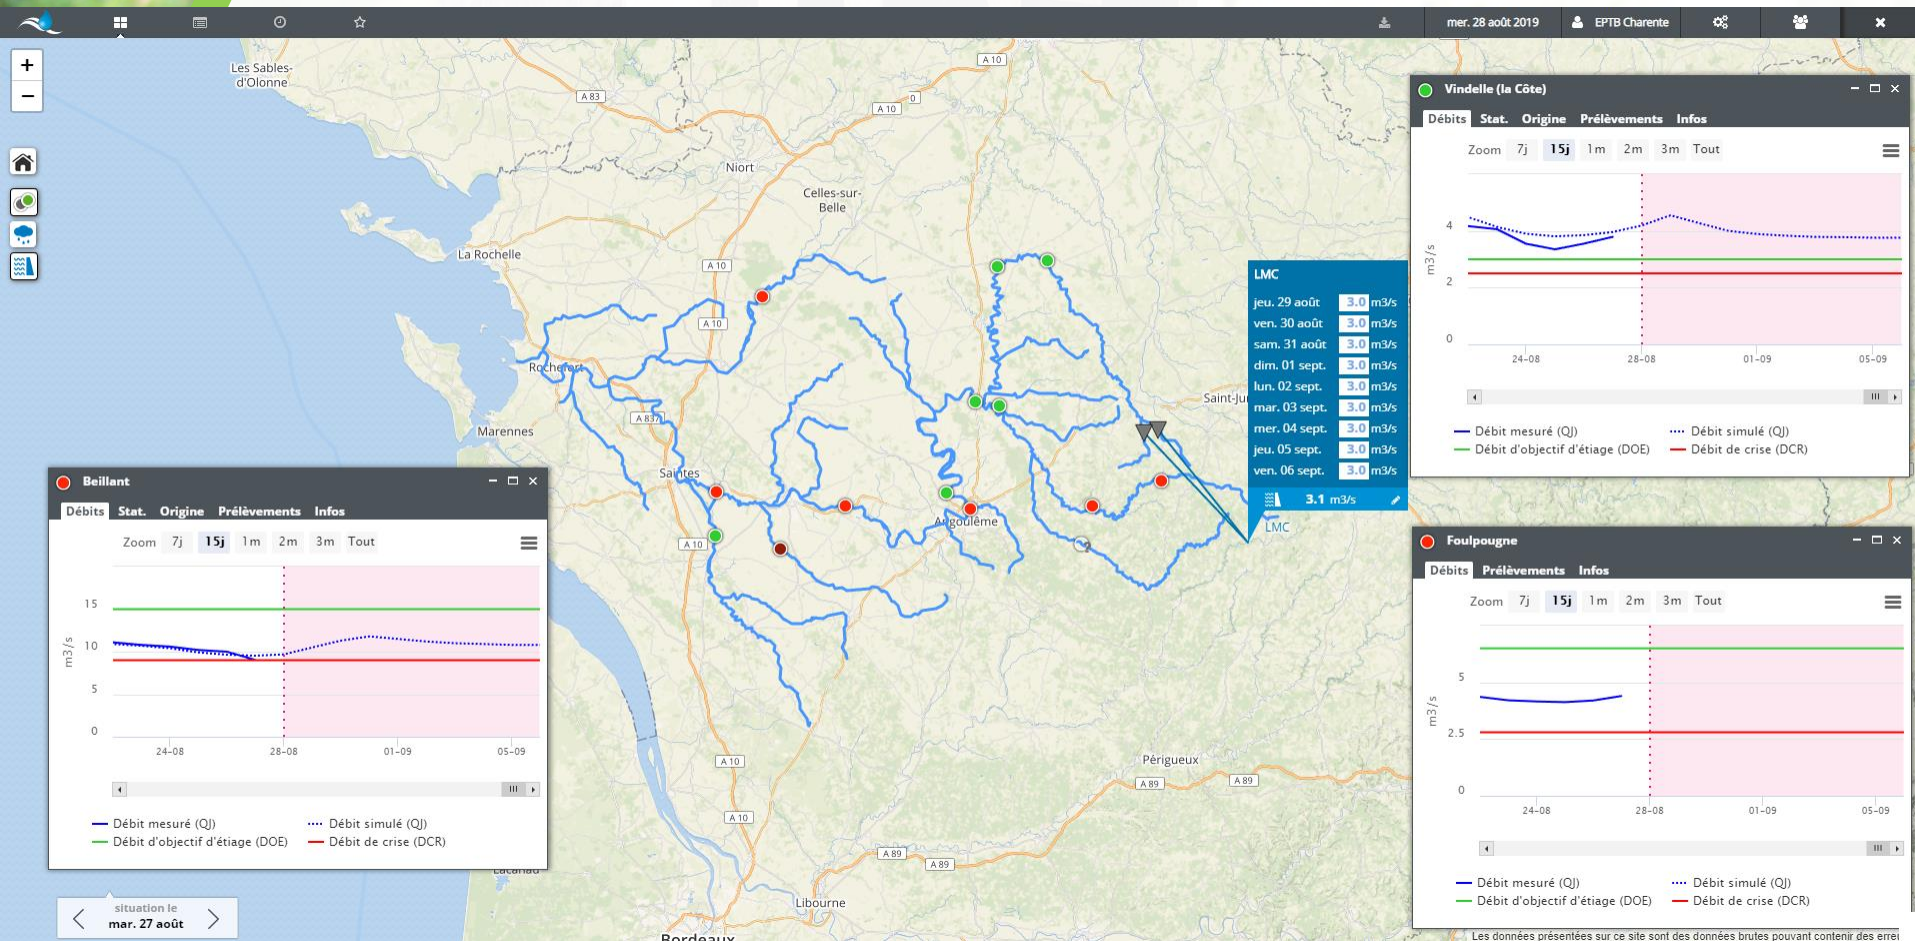 mer. 28 août 2019
EPTB Charente
+
−
Les Sables-
d'Olonne
A 10
A 83
A 10
0
Niort
Celles-sur-
Belle
La Rochelle
A 10
A 10
Rochefort
A 837
Marennes
Saintes
A 10
Angoulême
Saint-Ju
Périgueux
A 89
A 89
A 10
A 10
A 89
A 89
Libourne
Lacanau
Bordeaux
LMC
jeu. 29 août 3.0 m3/s
ven. 30 août 3.0 m3/s
sam. 31 août 3.0 m3/s
dim. 01 sept. 3.0 m3/s
lun. 02 sept. 3.0 m3/s
mar. 03 sept. 3.0 m3/s
mer. 04 sept. 3.0 m3/s
jeu. 05 sept. 3.0 m3/s
ven. 06 sept. 3.0 m3/s
3.1 m3/s
LMC
?
Vindelle (la Côte)
Débits Stat. Origine Prélèvements Infos
Zoom 7j 15j 1m 2m 3m Tout
m3/s
4
2
0
24-08 28-08 01-09 05-09
Débit mesuré (QJ) Débit simulé (QJ)
Débit d'objectif d'étiage (DOE) Débit de crise (DCR)
Beillant
Débits Stat. Origine Prélèvements Infos
Zoom 7j 15j 1m 2m 3m Tout
m3/s
15
10
5
0
24-08 28-08 01-09 05-09
Débit mesuré (QJ) Débit simulé (QJ)
Débit d'objectif d'étiage (DOE) Débit de crise (DCR)
Foulpougne
Débits Prélèvements Infos
Zoom 7j 15j 1m 2m 3m Tout
m3/s
5
2.5
0
24-08 28-08 01-09 05-09
Débit mesuré (QJ) Débit simulé (QJ)
Débit d'objectif d'étiage (DOE) Débit de crise (DCR)
situation le
mar. 27 août
Les données présentées sur ce site sont des données brutes pouvant contenir des erre